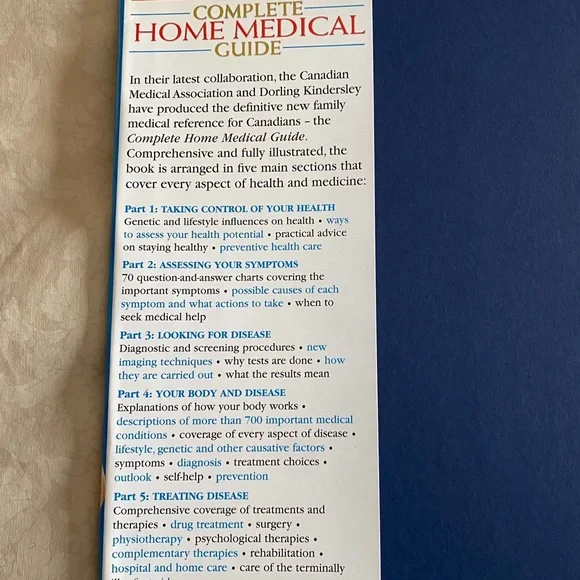 COMPLETE
HOME MEDICAL
GUIDE
In their latest collaboration, the Canadian
Medical Association and Dorling Kindersley
have produced the definitive new family
medical reference for Canadians – the
Complete Home Medical Guide.
Comprehensive and fully illustrated, the
book is arranged in five main sections that
cover every aspect of health and medicine:
Part 1: TAKING CONTROL OF YOUR HEALTH
Genetic and lifestyle influences on health • ways
to assess your health potential • practical advice
on staying healthy • preventive health care
Part 2: ASSESSING YOUR SYMPTOMS
70 question-and-answer charts covering the
important symptoms • possible causes of each
symptom and what actions to take • when to
seek medical help
Part 3: LOOKING FOR DISEASE
Diagnostic and screening procedures • new
imaging techniques • why tests are done • how
they are carried out • what the results mean
Part 4: YOUR BODY AND DISEASE
Explanations of how your body works •
descriptions of more than 700 important medical
conditions • coverage of every aspect of disease •
lifestyle, genetic and other causative factors •
symptoms • diagnosis • treatment choices •
outlook • self-help • prevention
Part 5: TREATING DISEASE
Comprehensive coverage of treatments and
therapies • drug treatment • surgery •
physiotherapy • psychological therapies •
complementary therapies • rehabilitation •
hospital and home care • care of the terminally